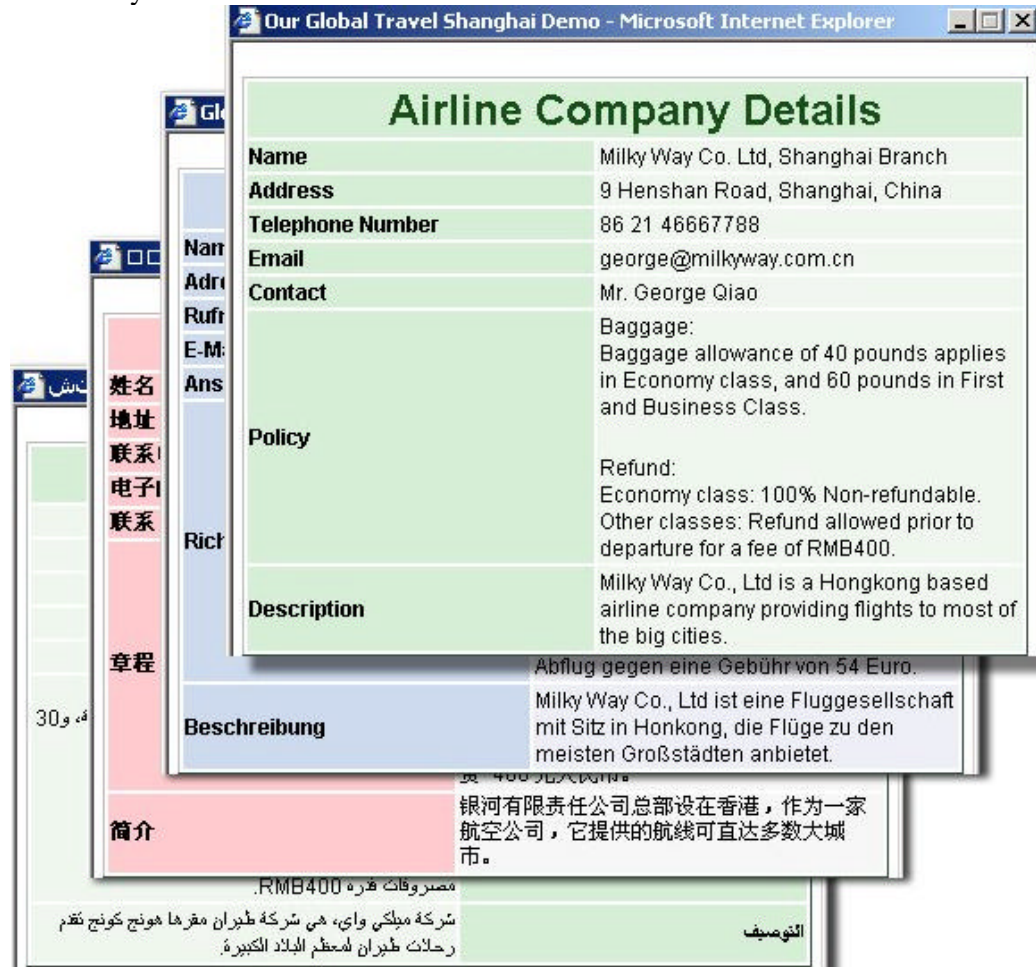 Our Global Travel Shanghai Demo - Microsoft Internet Explorer
Airline Company Details
Name Milky Way Co. Ltd, Shanghai Branch
Address 9 Henshan Road, Shanghai, China
Telephone Number 86 21 46667788
Email george@milkyway.com.cn
Contact Mr. George Qiao
Policy
Baggage:
Baggage allowance of 40 pounds applies
in Economy class, and 60 pounds in First
and Business Class.
Refund:
Economy class: 100% Non-refundable.
Other classes: Refund allowed prior to
departure for a fee of RMB400.
Description
Milky Way Co., Ltd is a Hongkong based
airline company providing flights to most of
the big cities.
Abflug gegen eine Gebühr von 54 Euro.
Beschreibung
Milky Way Co., Ltd ist eine Fluggesellschaft
mit Sitz in Honkong, die Flüge zu den
meisten Großstädten anbietet.
姓名
地址
联系
电子
联系
章程
简介
银河有限责任公司总部设在香港，作为一家
航空公司，它提供的航线可直达多数大城
市。
مصروفات قدره RMB400.
التوصيف
شركة ميلكي واي، هي شركة طيران مقرها هونج كونج تقدم
رحلات طيران لمعظم البلاد الكبيرة.